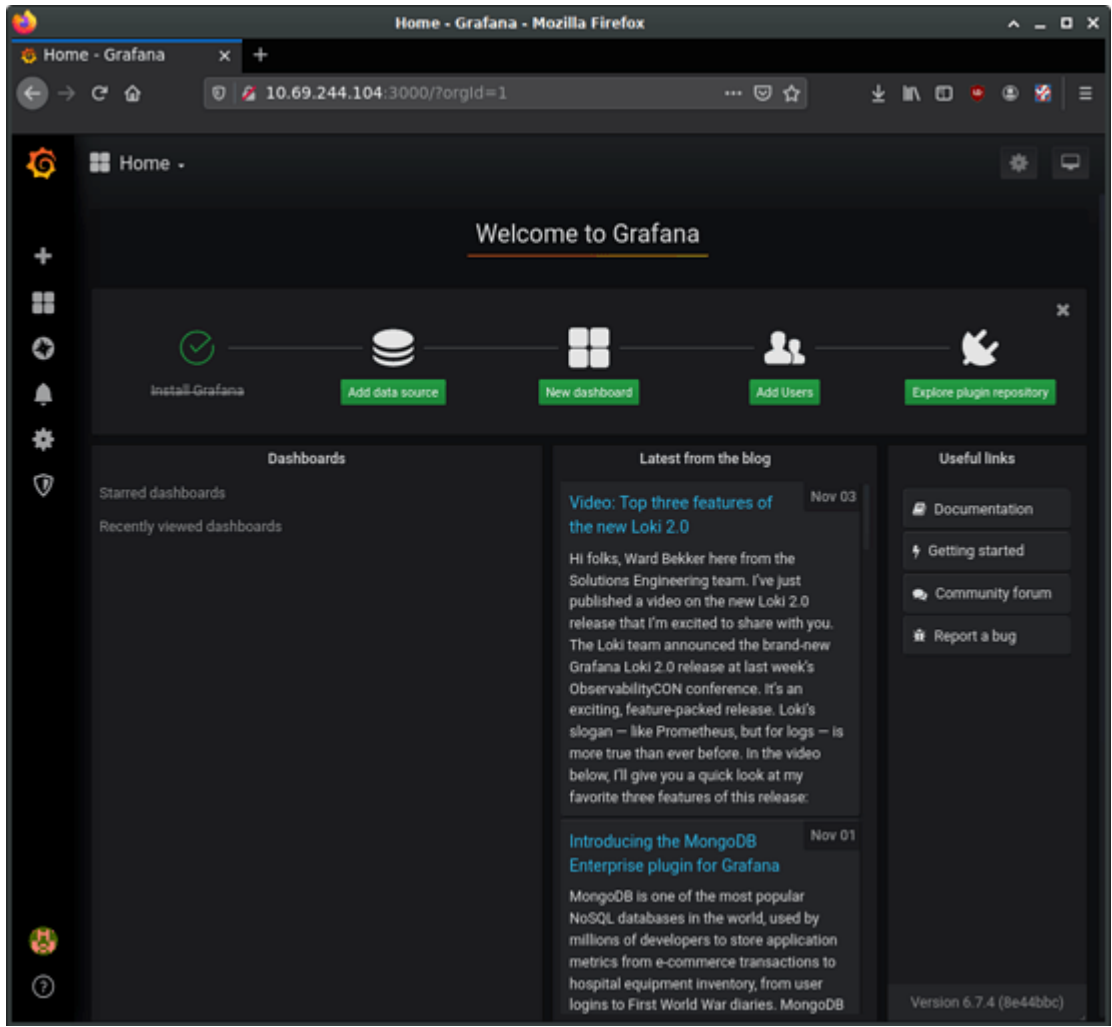 Home - Grafana - Mozilla Firefox
Home - Grafana
10.69.244.104:3000/?orgId=1
Home
Welcome to Grafana
Install Grafana
Add data source
New dashboard
Add Users
Explore plugin repository
Dashboards
Starred dashboards
Recently viewed dashboards
Latest from the blog
Video: Top three features of
the new Loki 2.0
Nov 03
Hi folks, Ward Bekker here from the
Solutions Engineering team. I've just
published a video on the new Loki 2.0
release that I'm excited to share with you.
The Loki team announced the brand-new
Grafana Loki 2.0 release at last week's
ObservabilityCON conference. It's an
exciting, feature-packed release. Loki's
slogan — like Prometheus, but for logs — is
more true than ever before. In the video
below, I'll give you a quick look at my
favorite three features of this release:
Introducing the MongoDB
Enterprise plugin for Grafana
Nov 01
MongoDB is one of the most popular
NoSQL databases in the world, used by
millions of developers to store application
metrics from e-commerce transactions to
hospital equipment inventory, from user
logins to First World War diaries. MongoDB
Useful links
Documentation
Getting started
Community forum
Report a bug
Version 6.7.4 (8e44bbc)